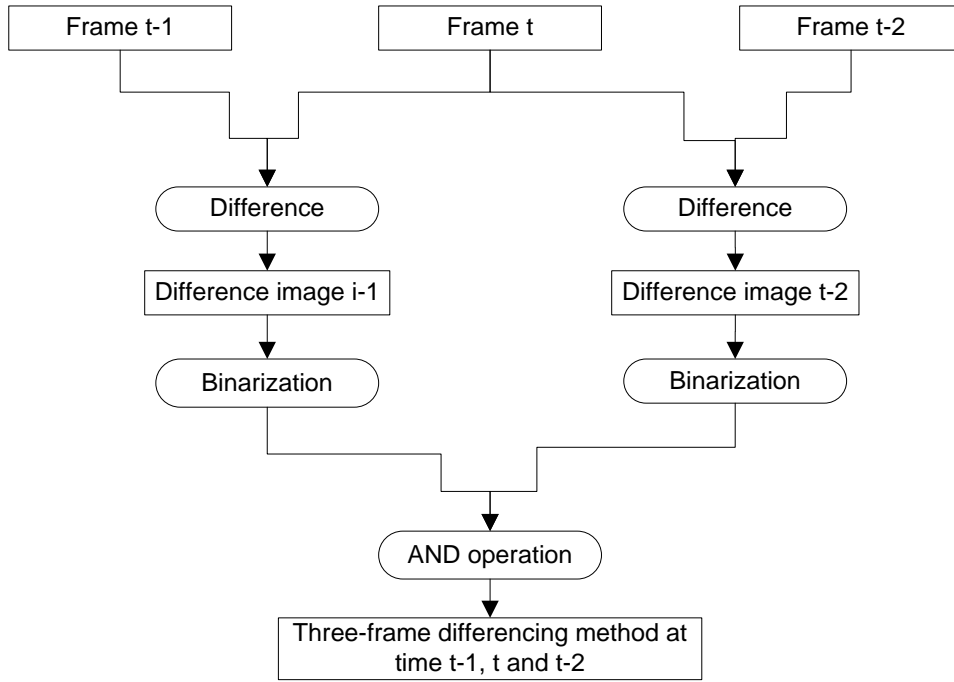 Frame t-1
Frame t
Frame t-2
Difference
Difference
Difference image i-1
Difference image t-2
Binarization
Binarization
AND operation
Three-frame differencing method at
time t-1, t and t-2